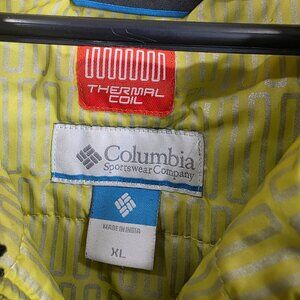 THERMAL
COIL
Columbia
Sportswear Company
MADE IN INDIA
XL